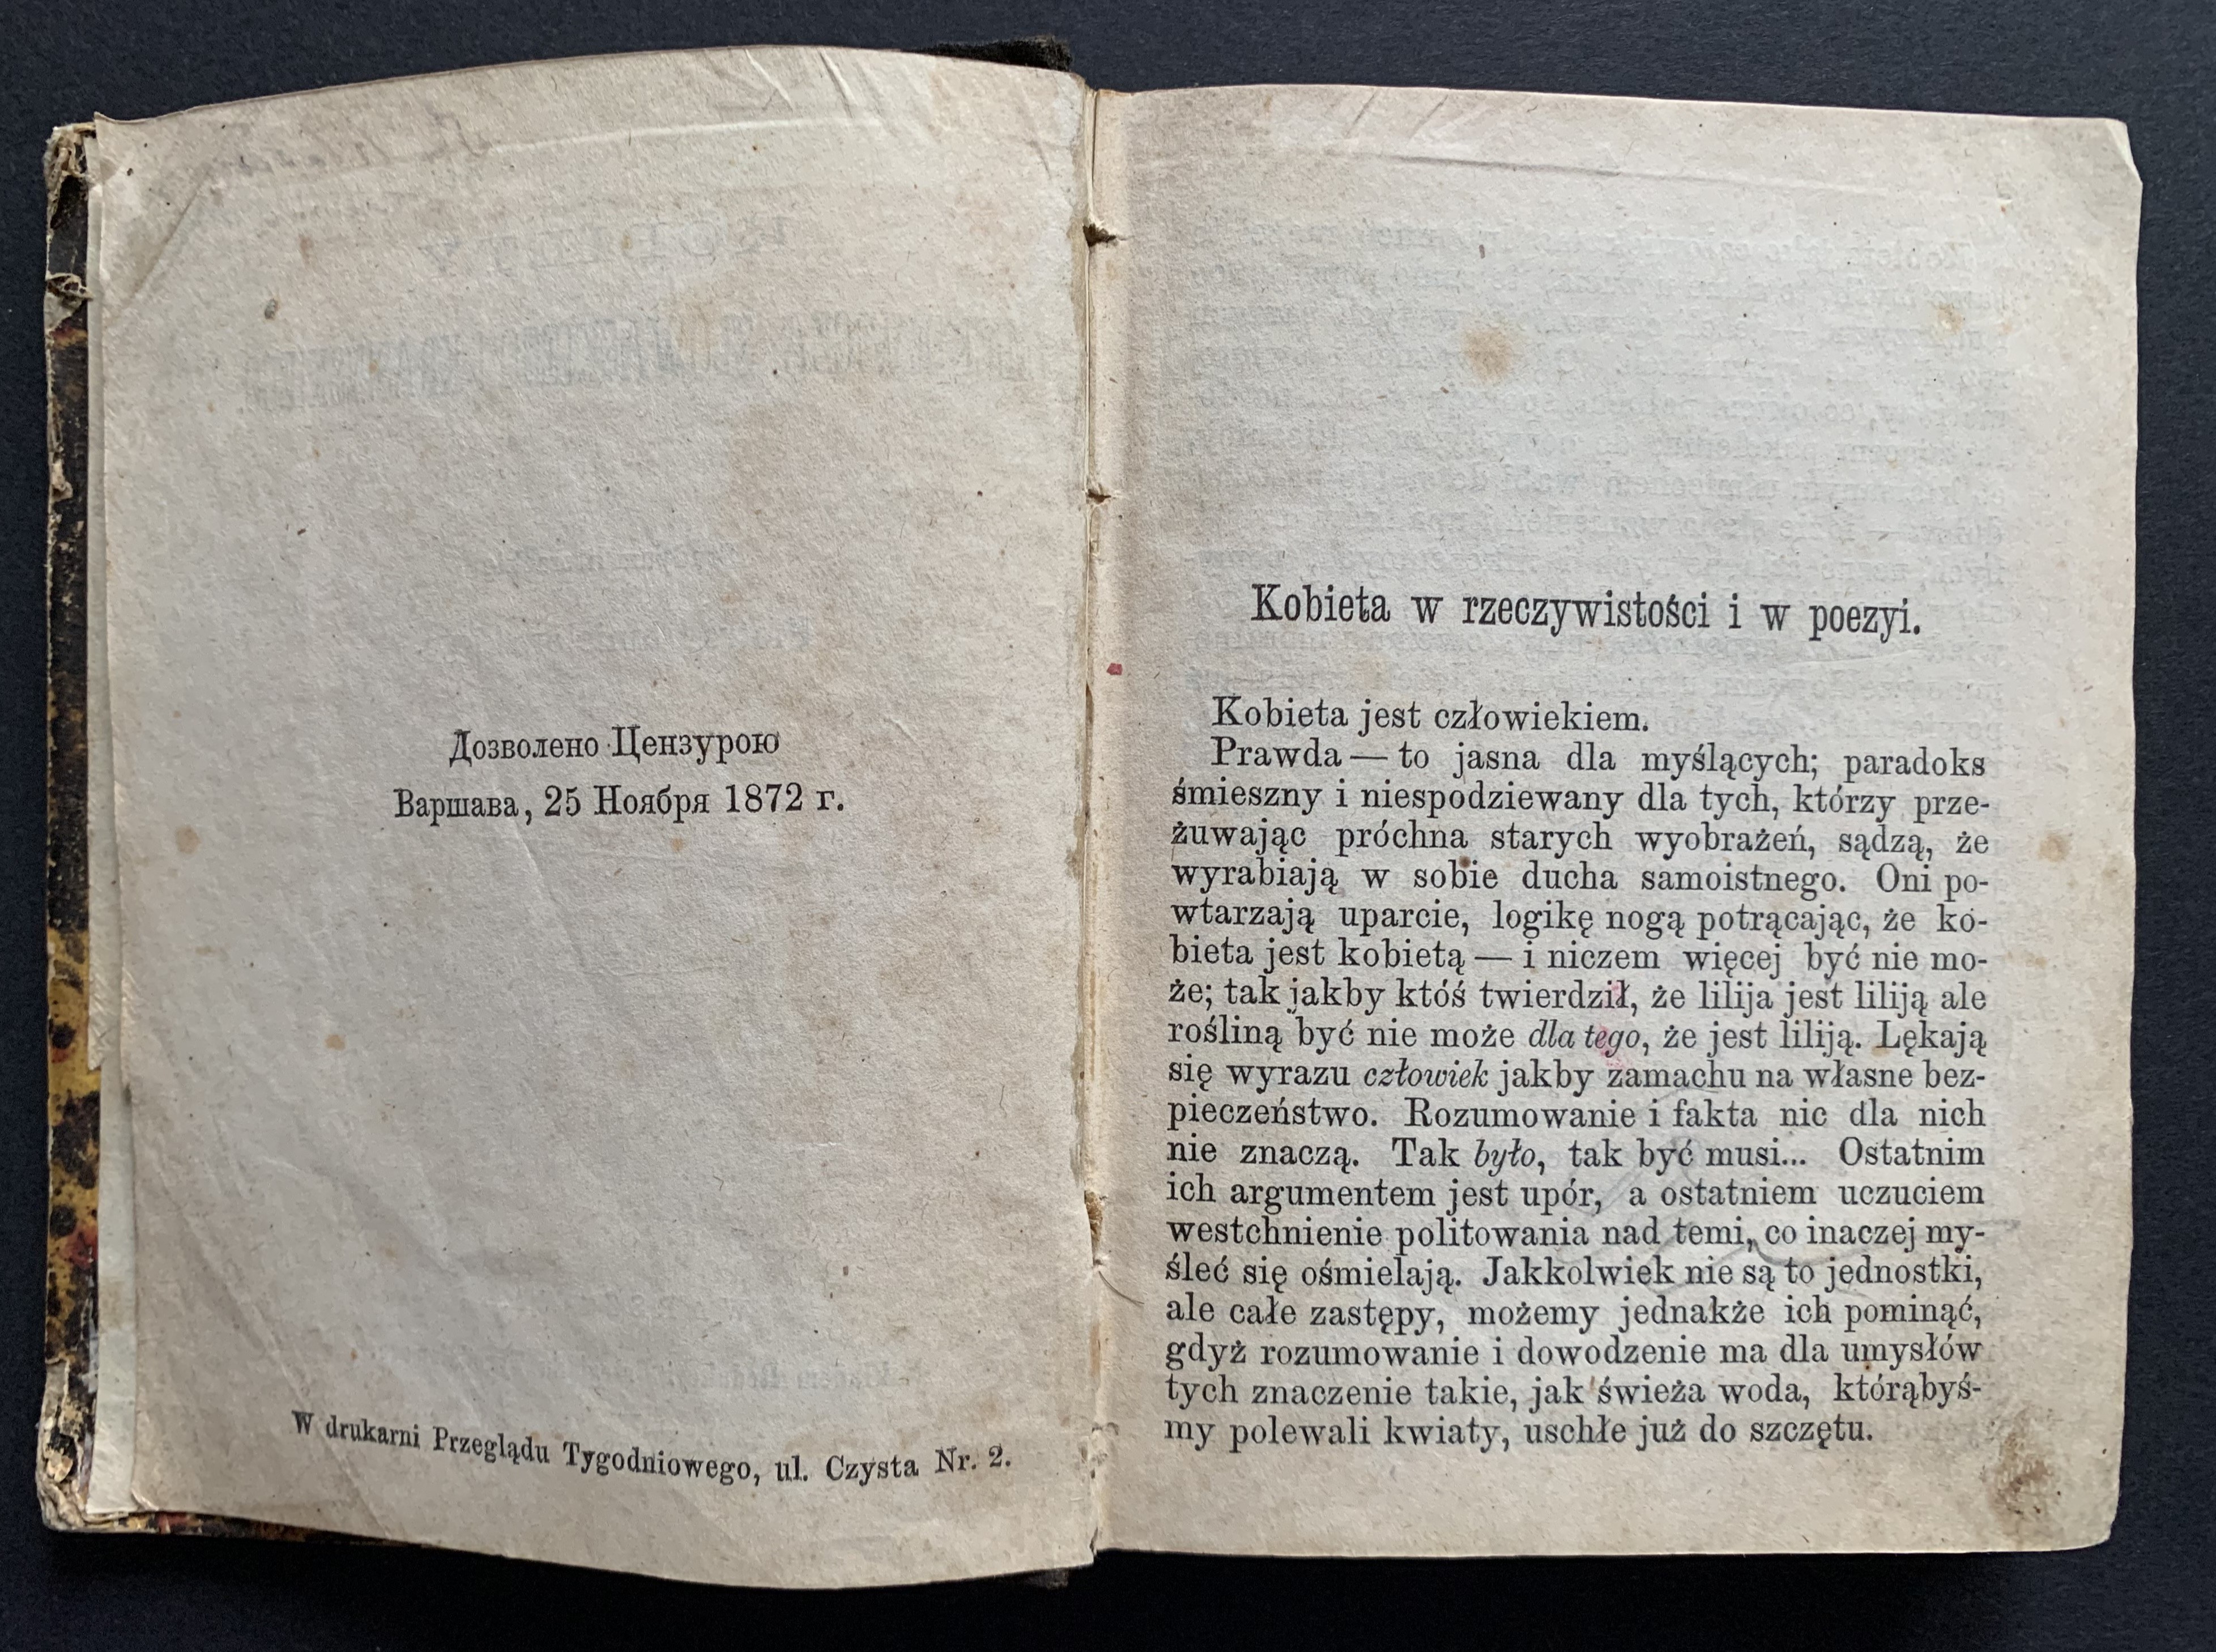 Дозволено Цензурою
Варшава, 25 Ноября 1872 г.
W drukarni Przeglądu Tygodniowego, ul. Czysta Nr. 2.
Kobieta w rzeczywistości i w poezyi.
Kobieta jest człowiekiem.
Prawda — to jasna dla myślących; paradoks
śmieszny i niespodziewany dla tych, którzy prze-
żuwając próchna starych wyobrażeń, sądzą, że
wyrabiają w sobie ducha samoistnego. Oni po-
wtarzają uparcie, logikę nogą potrącając, że ko-
bieta jest kobietą — i niczem więcej być nie mo-
że; tak jakby któś twierdził, że lilija jest liliją ale
rośliną być nie może dla tego, że jest liliją. Lękają
się wyrazu człowiek jakby zamachu na własne bez-
pieczeństwo. Rozumowanie i fakta nic dla nich
nie znaczą. Tak było, tak być musi... Ostatnim
ich argumentem jest upór, a ostatniem uczuciem
westchnienie politowania nad temi, co inaczej my-
śleć się ośmielają. Jakkolwiek nie są to jednostki,
ale całe zastępy, możemy jednakże ich pominąć,
gdyż rozumowanie i dowodzenie ma dla umysłów
tych znaczenie takie, jak świeża woda, którąbyś-
my polewali kwiaty, uschłe już do szczętu.